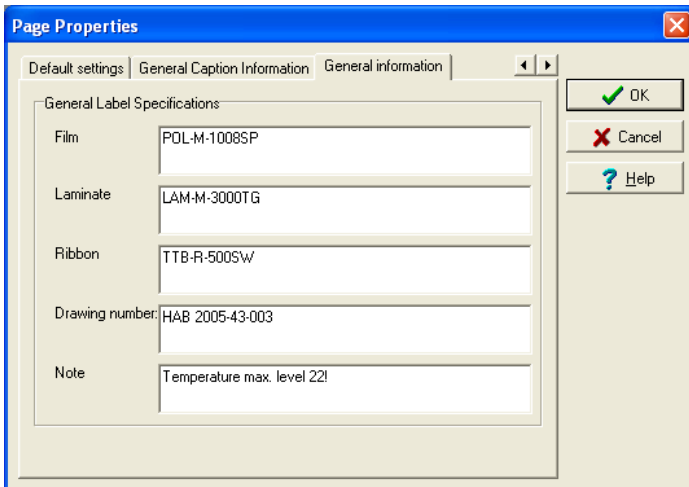 Page Properties
Default settings General Caption Information General information
General Label Specifications
Film POL-M-1008SP
Laminate LAM-M-3000TG
Ribbon TTB-R-500SW
Drawing number: HAB 2005-43-003
Note Temperature max. level 22!
OK
Cancel
Help